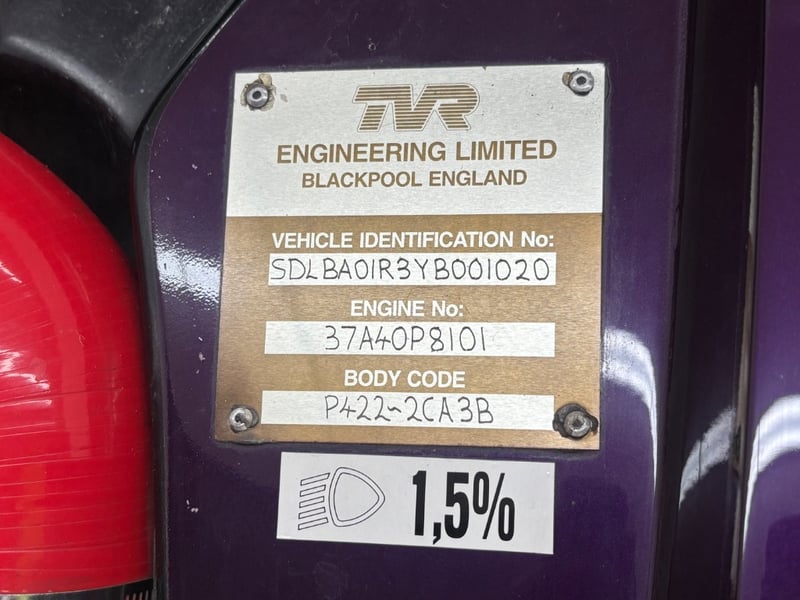 TVR
ENGINEERING LIMITED
BLACKPOOL ENGLAND
VEHICLE IDENTIFICATION No:
SDLBA01R3YB001020
ENGINE No:
37A40P8101
BODY CODE
P422~2CA3B
1,5%